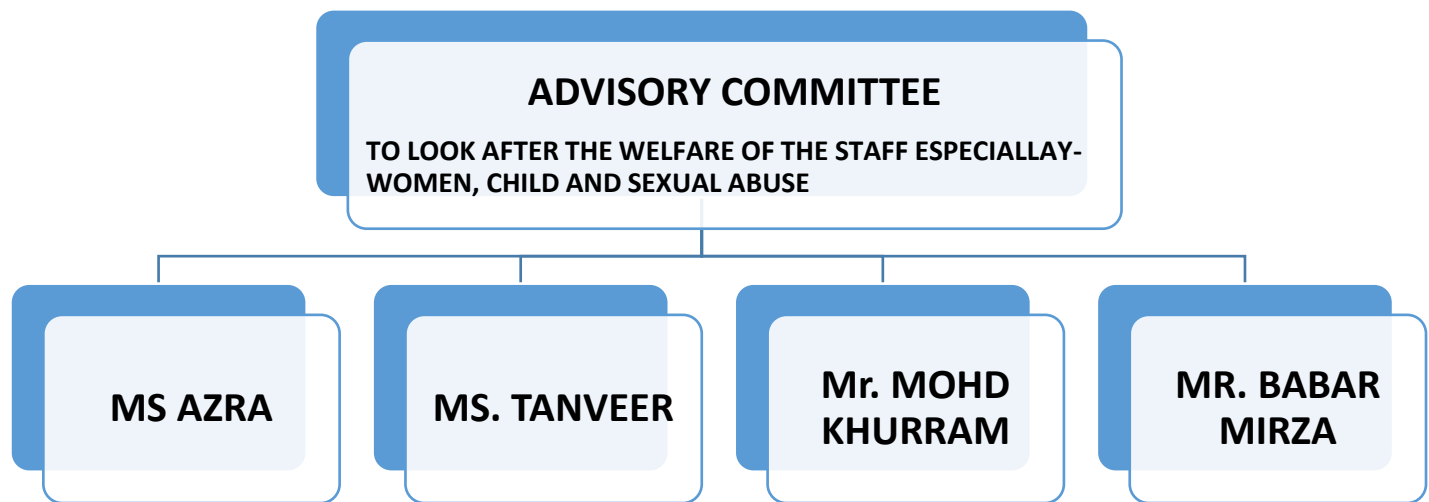 ADVISORY COMMITTEE
TO LOOK AFTER THE WELFARE OF THE STAFF ESPECIALLAY-
WOMEN, CHILD AND SEXUAL ABUSE
MS AZRA
MS. TANVEER
Mr. MOHD
KHURRAM
MR. BABAR
MIRZA